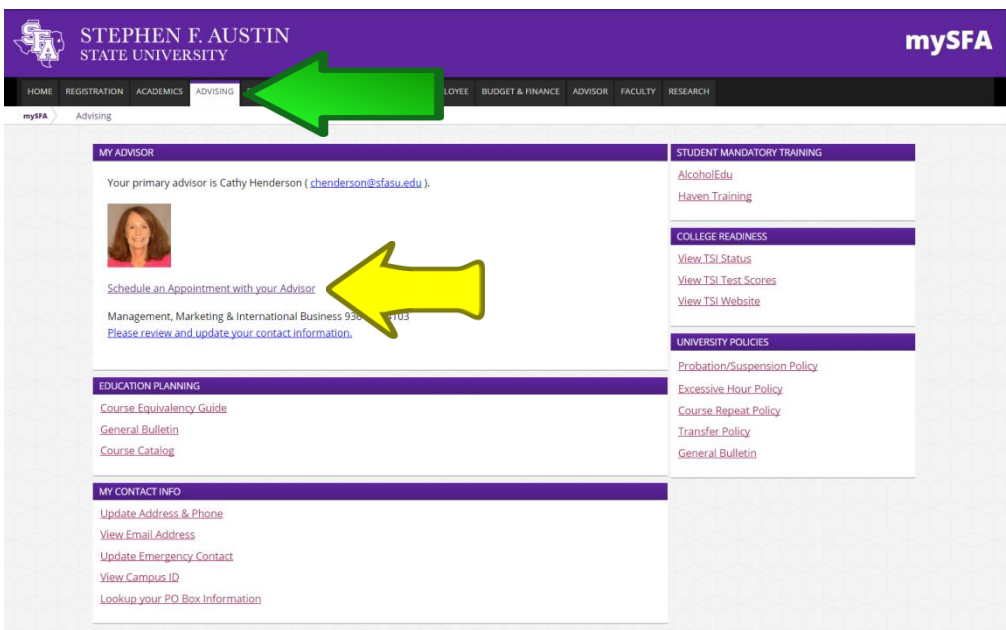 SFA
STEPHEN F. AUSTIN
STATE UNIVERSITY
mySFA
HOME REGISTRATION ACADEMICS ADVISING BUDGET & FINANCE ADVISOR FACULTY RESEARCH
mySFA Advising
MY ADVISOR
Your primary advisor is Cathy Henderson ( chenderson@sfasu.edu ).
Schedule an Appointment with your Advisor
Management, Marketing & International Business
Please review and update your contact information.
EDUCATION PLANNING
Course Equivalency Guide
General Bulletin
Course Catalog
MY CONTACT INFO
Update Address & Phone
View Email Address
Update Emergency Contact
View Campus ID
Lookup your PO Box Information
STUDENT MANDATORY TRAINING
AlcoholEdu
Haven Training
COLLEGE READINESS
View TSI Status
View TSI Test Scores
View TSI Website
UNIVERSITY POLICIES
Probation/Suspension Policy
Excessive Hour Policy
Course Repeat Policy
Transfer Policy
General Bulletin